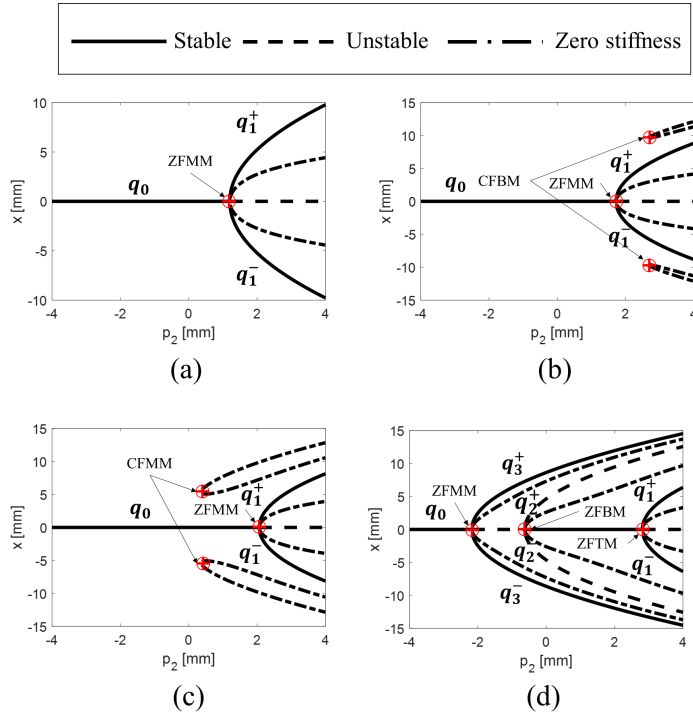 Stable Unstable Zero stiffness
10
q₁⁺
5
ZFMM
q₀
x [mm]
0
-5
q₁⁻
-10
-4 -2 0 2 4
p₂ [mm]
(a)
15
10
q₁⁺
5
CFBM ZFMM
q₀
x [mm]
0
-5
q₁⁻
-10
-15
-4 -2 0 2 4
p₂ [mm]
(b)
15
10
CFMM
5
q₁⁺
q₀ ZFMM
x [mm]
0
q₁⁻
-5
-10
-15
-4 -2 0 2 4
p₂ [mm]
(c)
15
10
q₃⁺
5
ZFMM q₂⁺ q₁⁺
q₀ ZFBM
x [mm]
0
q₂ ZFTM
q₁⁻
-5
q₃⁻
-10
-15
-4 -2 0 2 4
p₂ [mm]
(d)